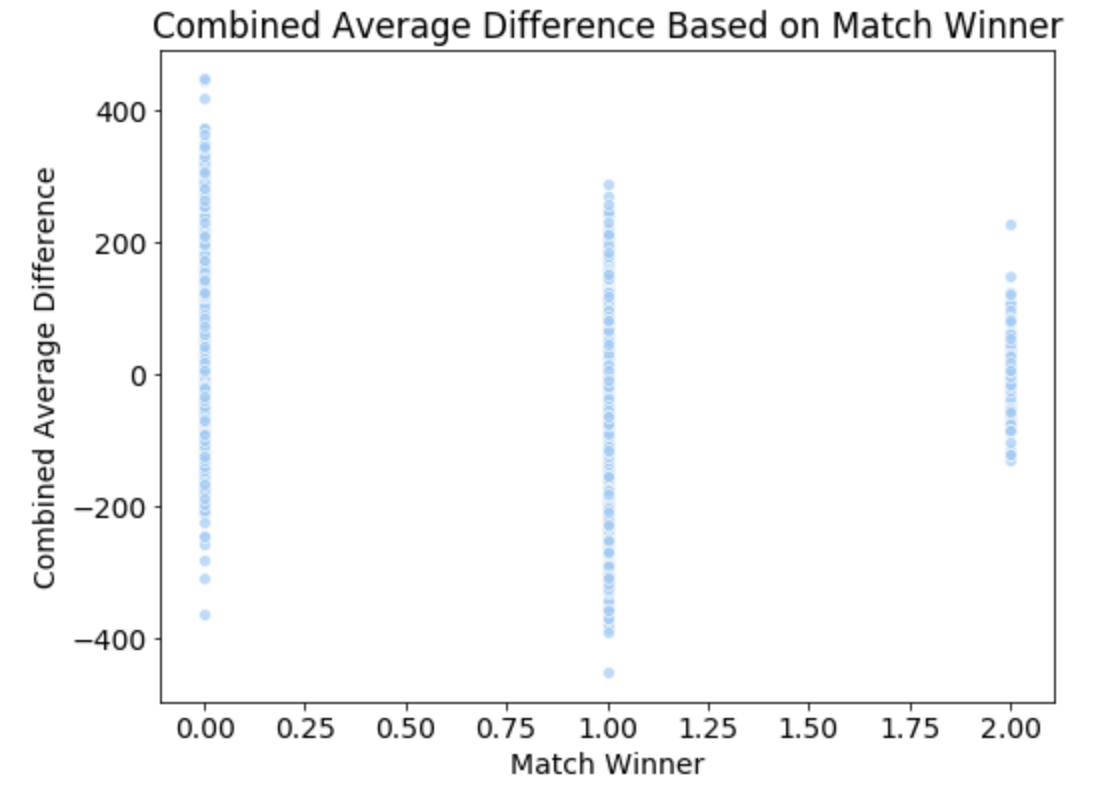 Combined Average Difference Based on Match Winner
Combined Average Difference
400
200
0
−200
−400
0.00 0.25 0.50 0.75 1.00 1.25 1.50 1.75 2.00
Match Winner